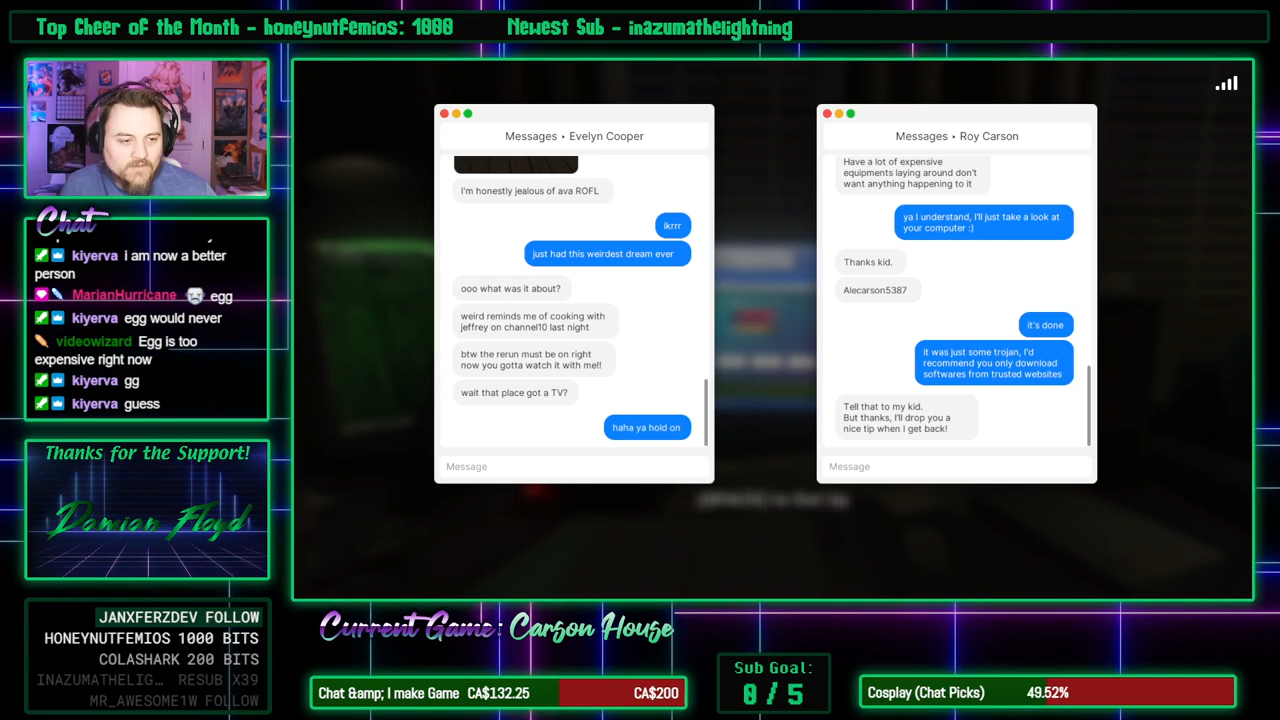 Top Cheer of the Month - honeynutfemios: 1000
Newest Sub - inazumathelightning
Chat
kiyerva i am now a better
person
MarianHurricane egg
kiyerva egg would never
videowizard Egg is too
expensive right now
kiyerva gg
kiyerva guess
Thanks for the Support!
Damian Floyd
JANXFERZDEV FOLLOW
HONEYNUTFEMIOS 1000 BITS
COLASHARK 200 BITS
INAZUMATHELIG… RESUB X39
MR_AWESOME1W FOLLOW
Messages ‣ Evelyn Cooper
I'm honestly jealous of ava ROFL
ikrrr
just had this weirdest dream ever
ooo what was it about?
weird reminds me of cooking with
jeffrey on channel10 last night
btw the rerun must be on right
now you gotta watch it with me!!
wait that place got a TV?
haha ya hold on
Message
Messages ‣ Roy Carson
Have a lot of expensive
equipments laying around don't
want anything happening to it
ya I understand, I'll just take a look at
your computer :)
Thanks kid.
Alecarson5387
it's done
it was just some trojan, I'd
recommend you only download
softwares from trusted websites
Tell that to my kid.
But thanks, I'll drop you a
nice tip when I get back!
Message
[SPACE] to Get Up
Current Game: Carson House
Chat &amp; I make Game CA$132.25 CA$200
Sub Goal:
0 / 5
Cosplay (Chat Picks) 49.52%